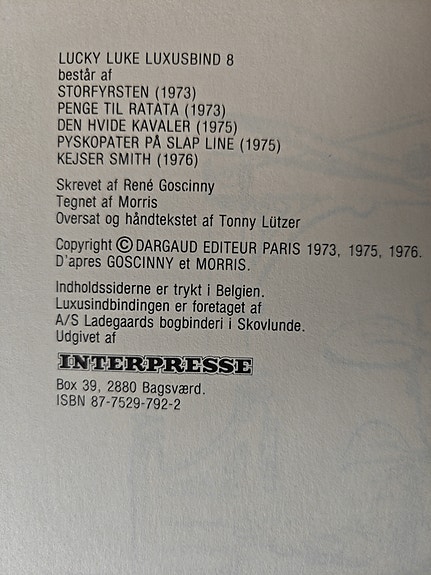 LUCKY LUKE LUXUSBIND 8
består af
STORFYRSTEN (1973)
PENGE TIL RATATA (1973)
DEN HVIDE KAVALER (1975)
PYSKOPATER PÅ SLAP LINE (1975)
KEJSER SMITH (1976)
Skrevet af René Goscinny
Tegnet af Morris
Oversat og håndtekstet af Tonny Lützer
Copyright © DARGAUD EDITEUR PARIS 1973, 1975, 1976.
D'apres GOSCINNY et MORRIS.
Indholdssiderne er trykt i Belgien.
Luxusindbindingen er foretaget af
A/S Ladegaards bogbinderi i Skovlunde.
Udgivet af
INTERPRESSE
Box 39, 2880 Bagsværd.
ISBN 87-7529-792-2